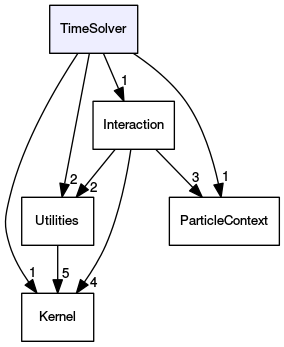 TimeSolver
1
Interaction
2
2
3
1
Utilities
ParticleContext
5
1
4
Kernel